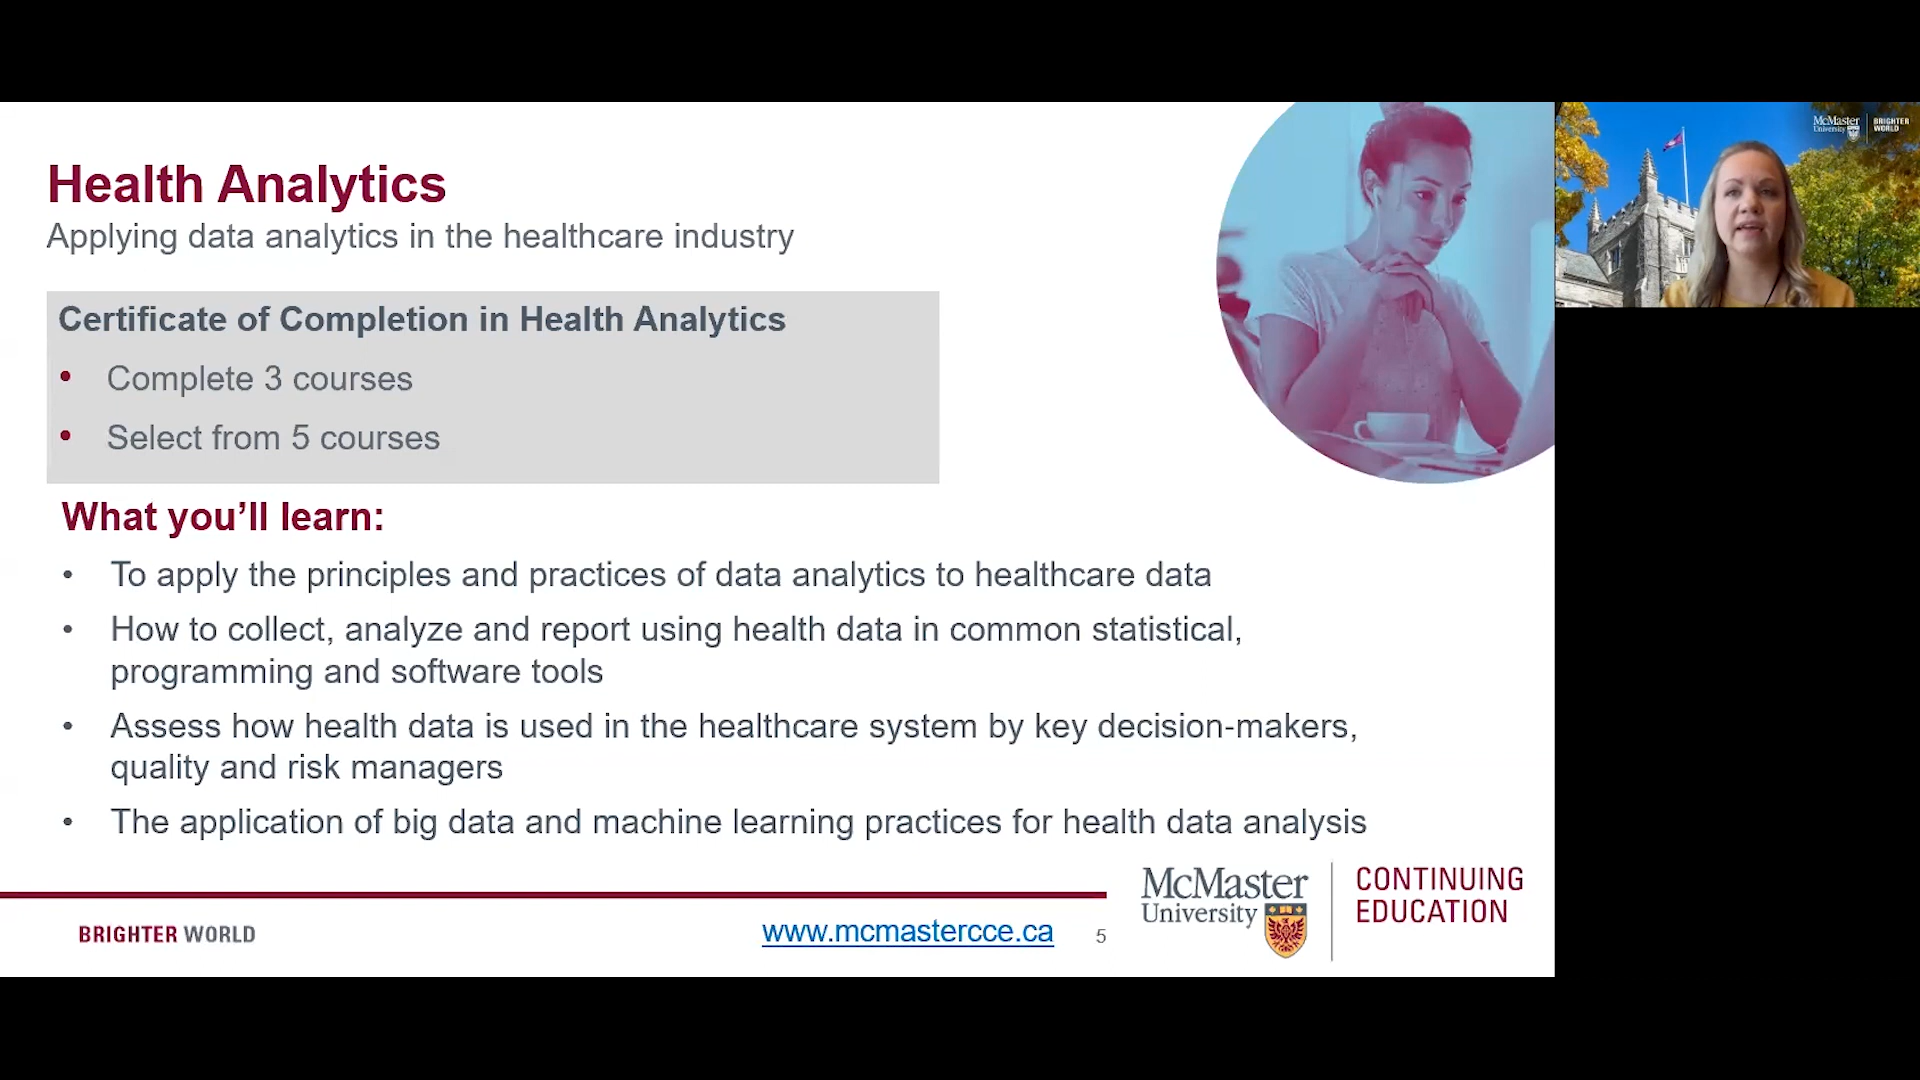 Health Analytics
Applying data analytics in the healthcare industry
Certificate of Completion in Health Analytics
• Complete 3 courses
• Select from 5 courses
What you’ll learn:
• To apply the principles and practices of data analytics to healthcare data
• How to collect, analyze and report using health data in common statistical,
programming and software tools
• Assess how health data is used in the healthcare system by key decision-makers,
quality and risk managers
• The application of big data and machine learning practices for health data analysis
BRIGHTER WORLD
www.mcmastercce.ca
5
McMaster
University
CONTINUING
EDUCATION
McMaster
University
BRIGHTER
WORLD